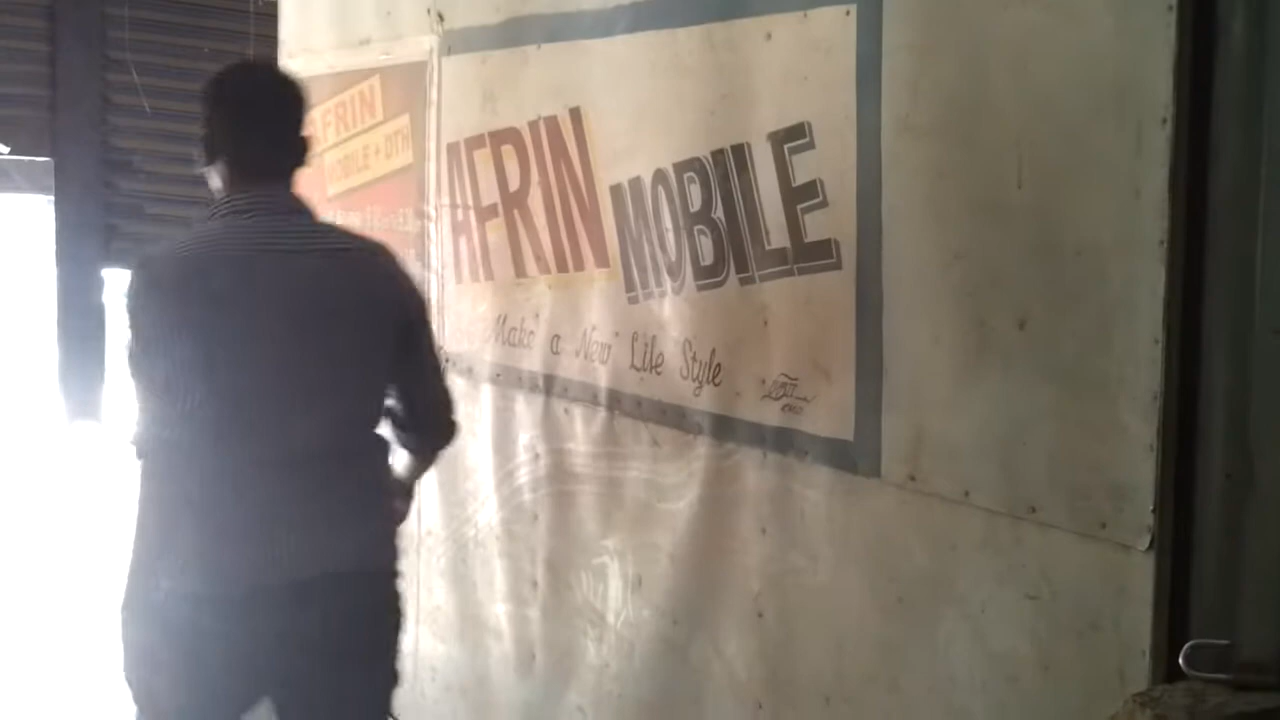 AFRIN
MOBILE + DTH
AFRIN
MOBILE
Make a New Life Style